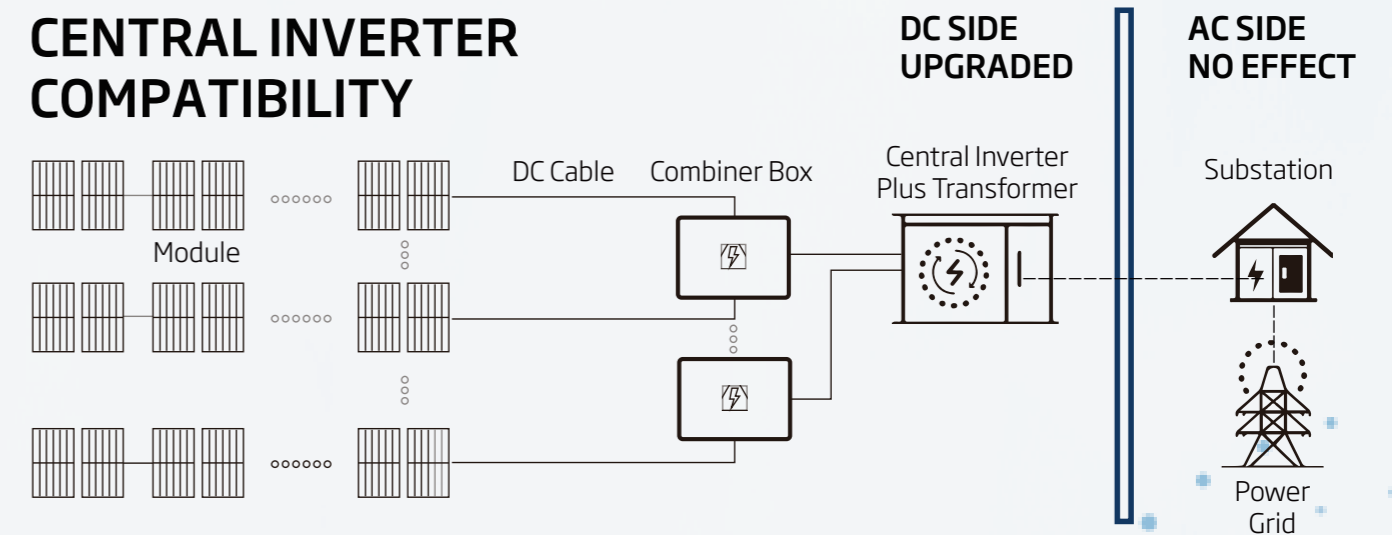 CENTRAL INVERTER
COMPATIBILITY
DC SIDE
UPGRADED
AC SIDE
NO EFFECT
DC Cable
Combiner Box
Central Inverter
Plus Transformer
Substation
Module
Power
Grid